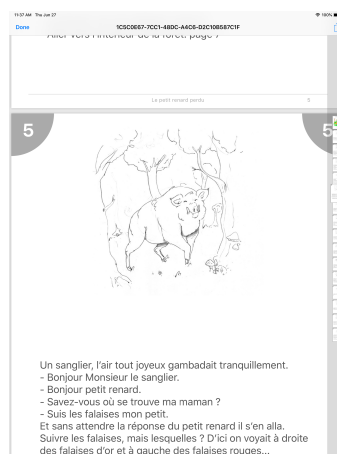 11:37 AM Thu Jun 27
100%
Done
1C5C0E67-7CC1-48DC-A4C6-D2C10B587C1F
Aller vers l'intérieur de la forêt: page 7
Le petit renard perdu
5
5
5
Un sanglier, l'air tout joyeux gambadait tranquillement.
- Bonjour Monsieur le sanglier.
- Bonjour petit renard.
- Savez-vous où se trouve ma maman ?
- Suis les falaises mon petit.
Et sans attendre la réponse du petit renard il s'en alla.
Suivre les falaises, mais lesquelles ? D'ici on voyait à droite
des falaises d'or et à gauche des falaises rouges...